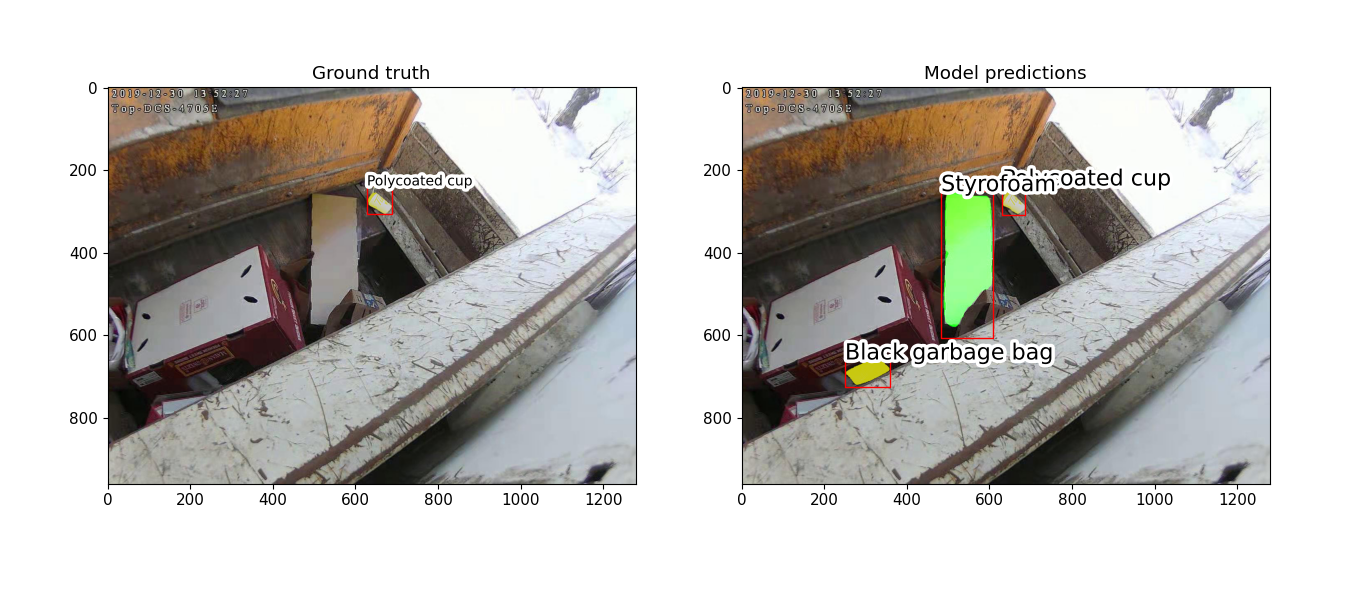 Ground truth
Model predictions
2019-12-30 13:52:27
Top-DCS-4705E
Polycoated cup
0
200
400
600
800
0 200 400 600 800 1000 1200
2019-12-30 13:52:27
Top-DCS-4705E
Polycoated cup
Styrofoam
Black garbage bag
0
200
400
600
800
0 200 400 600 800 1000 1200